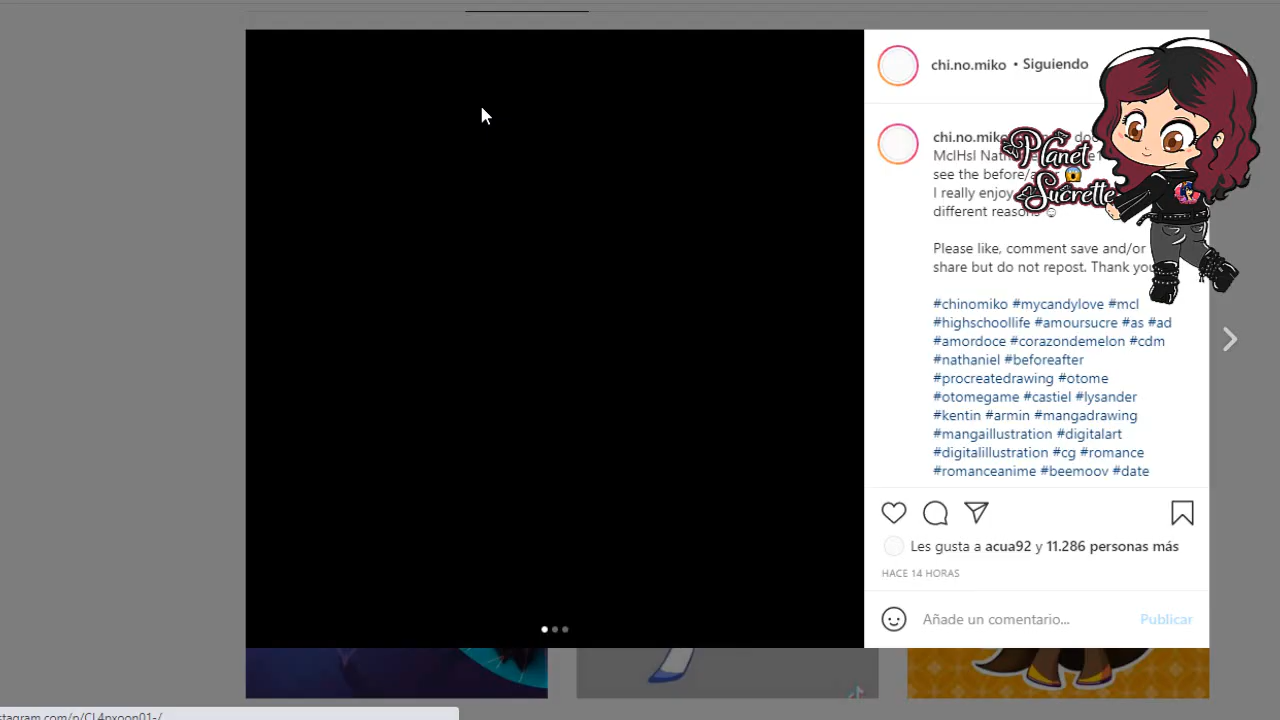 chi.no.miko • Siguiendo
chi.no.miko
MclHsl
see the before/
I really enjoy
different reasons ☺
Please like, comment save and/or
share but do not repost. Thank you
#chinomiko #mycandylove #mcl
#highschoollife #amoursucre #as #ad
#amordoce #corazondemelon #cdm
#nathaniel #beforeafter
#procreatedrawing #otome
#otomegame #castiel #lysander
#kentin #armin #mangadrawing
#mangaillustration #digitalart
#digitalillustration #cg #romance
#romanceanime #beemoov #date
Planet
Sucrette
Les gusta a acua92 y 11.286 personas más
HACE 14 HORAS
Añade un comentario... Publicar